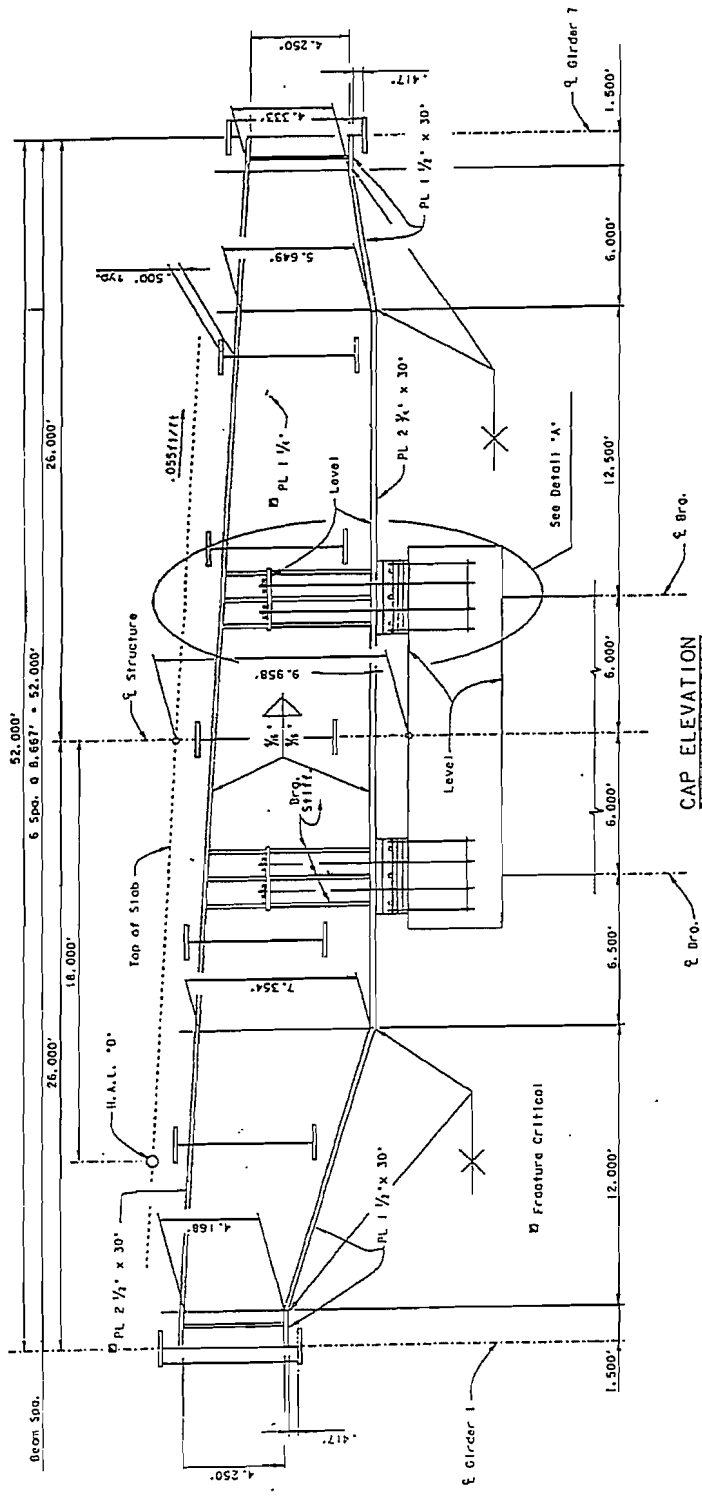 Beam Spa.
52.000'
6 Spa. @ 8.667' = 52.000'
26.000'
26.000'
18.000'
℄ Structure
H.A.L. "D"
Top of Slab
.055ft/ft
.500' Typ.
4.250'
4.333'
.417'
5.649'
PL 2 ½" x 30"
4.168'
7.354'
9.958'
PL 1 ¼"
Level
PL 1 ½" x 30"
Brg.
Stiff.
PL 2 ¾" x 30"
PL 1 ½" x 30"
4.250'
.417'
Level
See Detail "A"
Fraature Critical
℄ Girder 1
℄ Girder 7
1.500'
12.000'
6.500'
6.000'
6.000'
12.500'
6.000'
1.500'
℄ Brg.
℄ Brg.
CAP ELEVATION